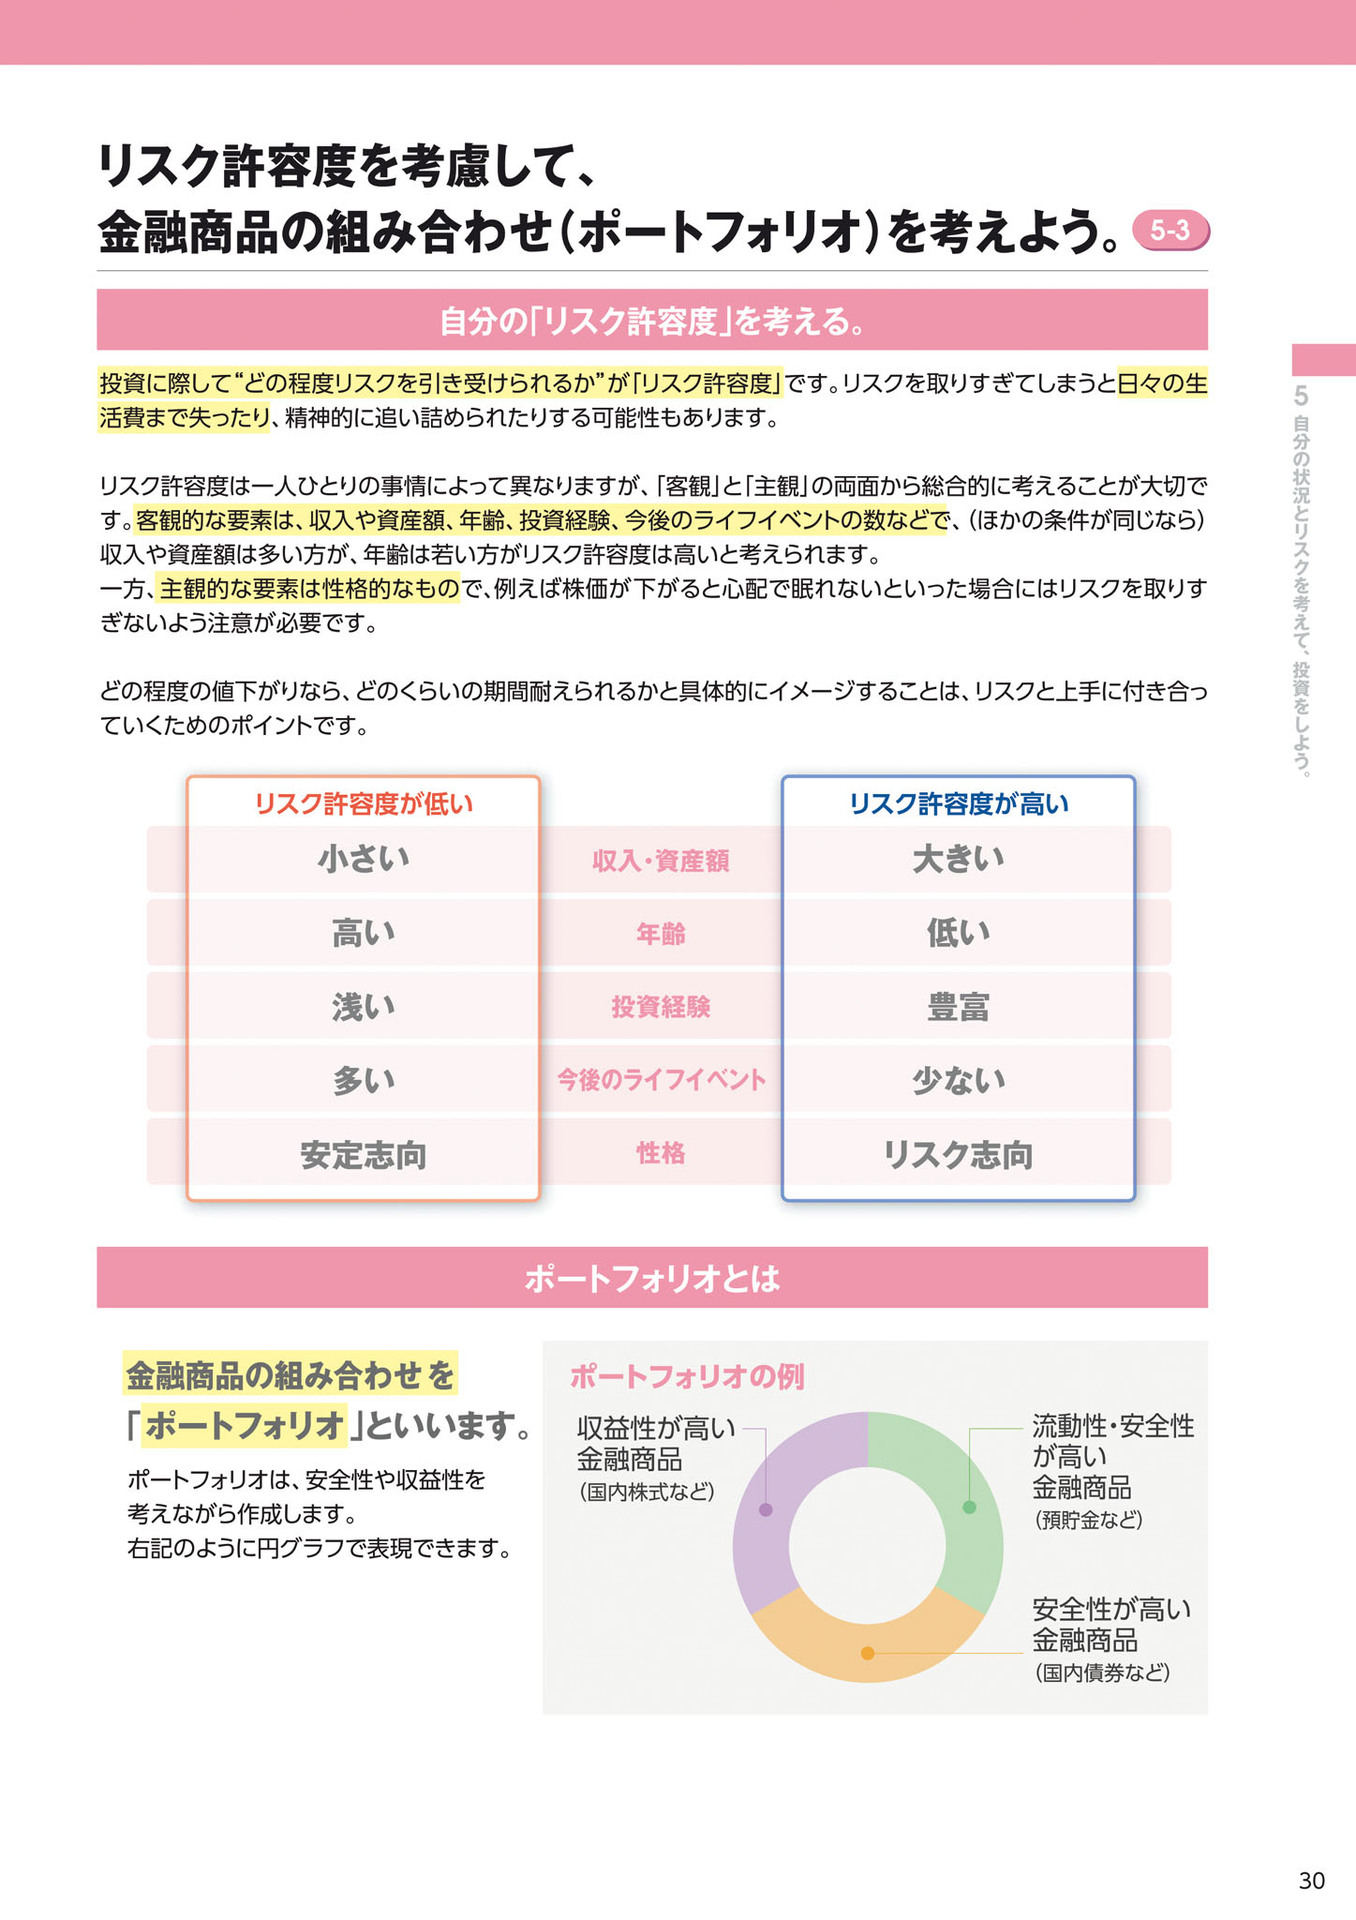 リスク許容度を考慮して、
金融商品の組み合わせ（ポートフォリオ）を考えよう。 5-3
自分の「リスク許容度」を考える。
投資に際して“どの程度リスクを引き受けられるか”が「リスク許容度」です。リスクを取りすぎてしまうと日々の生
活費まで失ったり、精神的に追い詰められたりする可能性もあります。
リスク許容度は一人ひとりの事情によって異なりますが、「客観」と「主観」の両面から総合的に考えることが大切で
す。客観的な要素は、収入や資産額、年齢、投資経験、今後のライフイベントの数などで、（ほかの条件が同じなら）
収入や資産額は多い方が、年齢は若い方がリスク許容度は高いと考えられます。
一方、主観的な要素は性格的なもので、例えば株価が下がると心配で眠れないといった場合にはリスクを取りす
ぎないよう注意が必要です。
どの程度の値下がりなら、どのくらいの期間耐えられるかと具体的にイメージすることは、リスクと上手に付き合っ
ていくためのポイントです。
リスク許容度が低い リスク許容度が高い
小さい 収入・資産額 大きい
高い 年齢 低い
浅い 投資経験 豊富
多い 今後のライフイベント 少ない
安定志向 性格 リスク志向
ポートフォリオとは
金融商品の組み合わせを
「ポートフォリオ」といいます。
ポートフォリオは、安全性や収益性を
考えながら作成します。
右記のように円グラフで表現できます。
ポートフォリオの例
収益性が高い
金融商品
（国内株式など）
流動性・安全性
が高い
金融商品
（預貯金など）
安全性が高い
金融商品
（国内債券など）
5 自分の状況とリスクを考えて、投資をしよう。
30